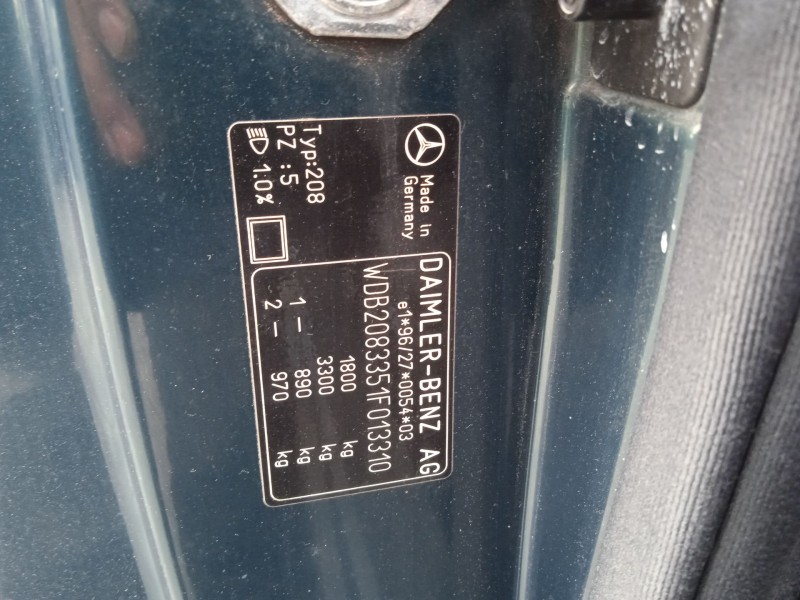 Made in
Germany
DAIMLER-BENZ AG
e1*96/27*0054*03
WDB2083351F013310
1800 kg
3300 kg
1- 890 kg
2- 970 kg
Typ:208
PZ :5
1.0%